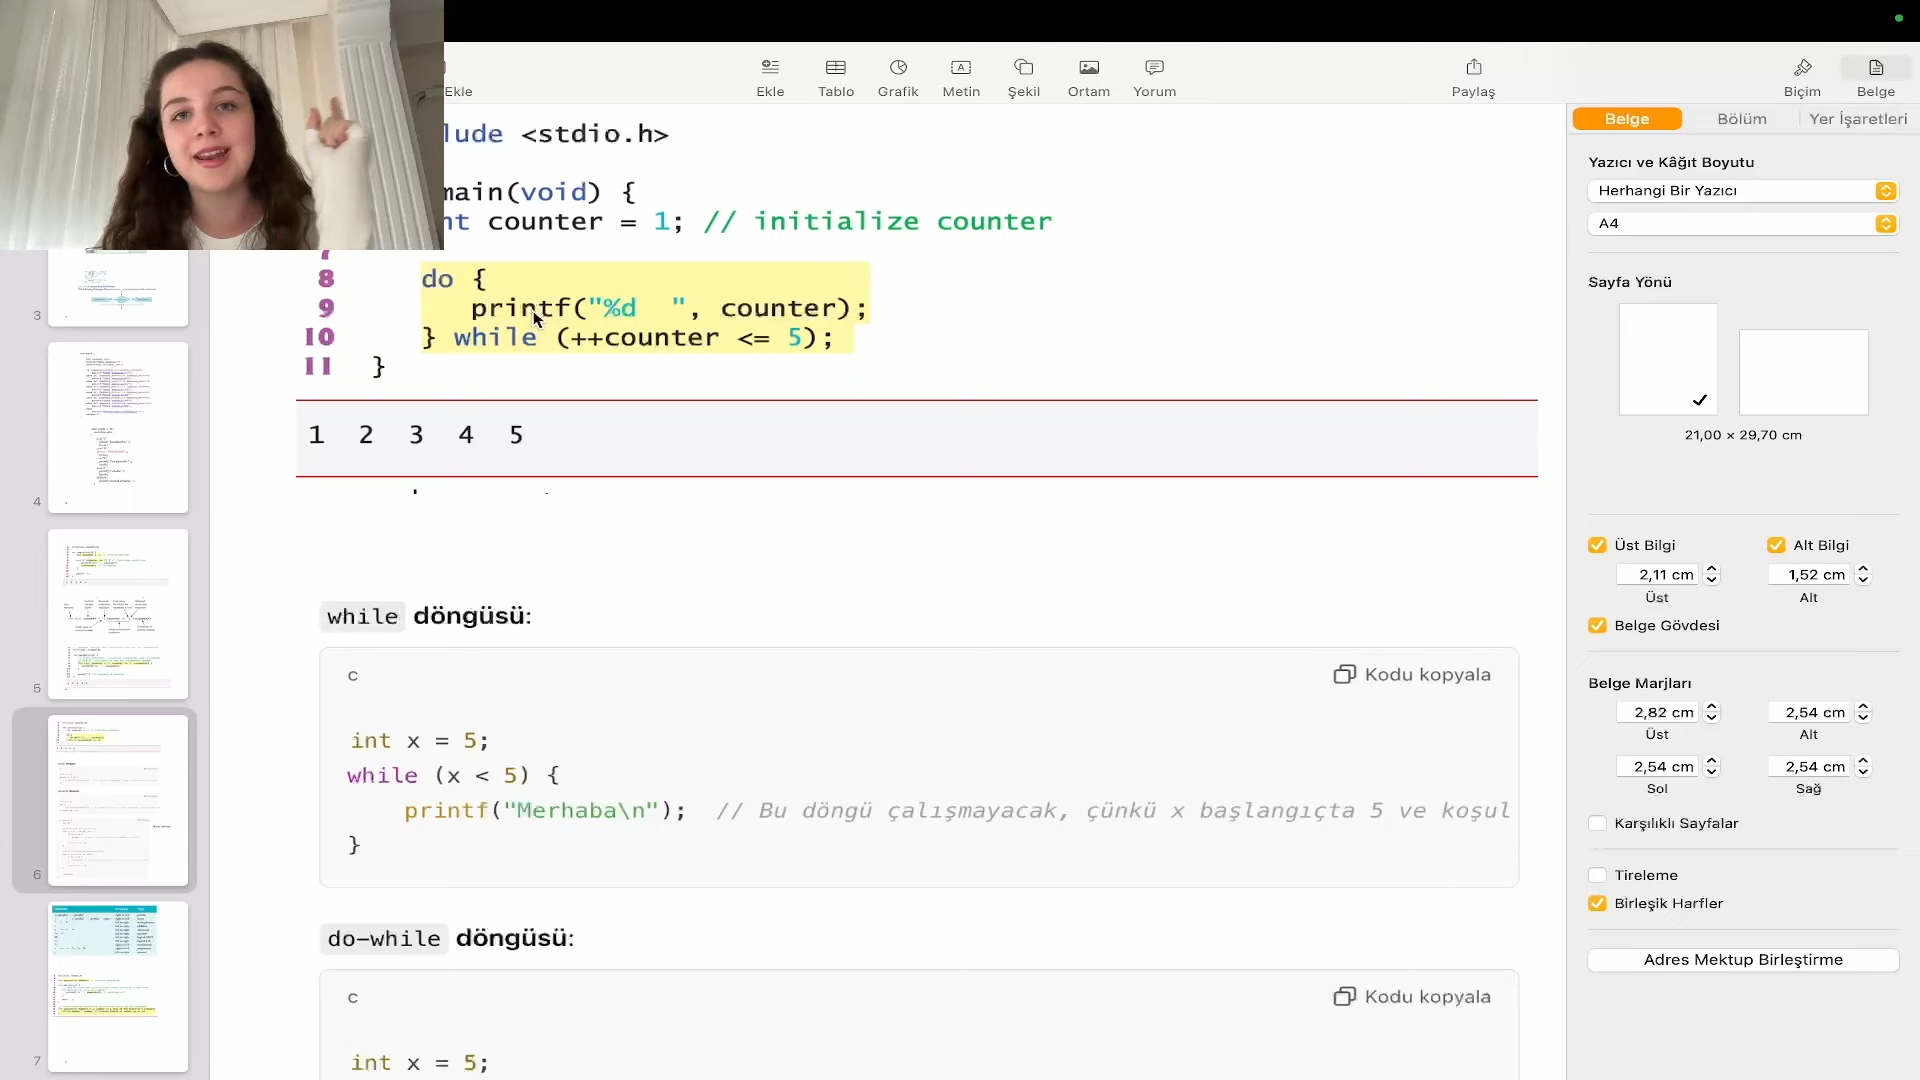 Ekle
Ekle
Tablo
Grafik
Metin
Şekil
Ortam
Yorum
Paylaş
Biçim
Belge
lude <stdio.h>
main(void) {
nt counter = 1; // initialize counter
7
8 do {
9 printf("%d  ", counter);
10 } while (++counter <= 5);
11 }
1 2 3 4 5
while döngüsü:
c
Kodu kopyala
int x = 5;
while (x < 5) {
printf("Merhaba\n"); // Bu döngü çalışmayacak, çünkü x başlangıçta 5 ve koşul
}
do-while döngüsü:
c
Kodu kopyala
int x = 5;
3
4
5
6
7
Belge
Bölüm
Yer İşaretleri
Yazıcı ve Kâğıt Boyutu
Herhangi Bir Yazıcı
A4
Sayfa Yönü
21,00 × 29,70 cm
Üst Bilgi
Alt Bilgi
2,11 cm
1,52 cm
Üst
Alt
Belge Gövdesi
Belge Marjları
2,82 cm
2,54 cm
Üst
Alt
2,54 cm
2,54 cm
Sol
Sağ
Karşılıklı Sayfalar
Tireleme
Birleşik Harfler
Adres Mektup Birleştirme